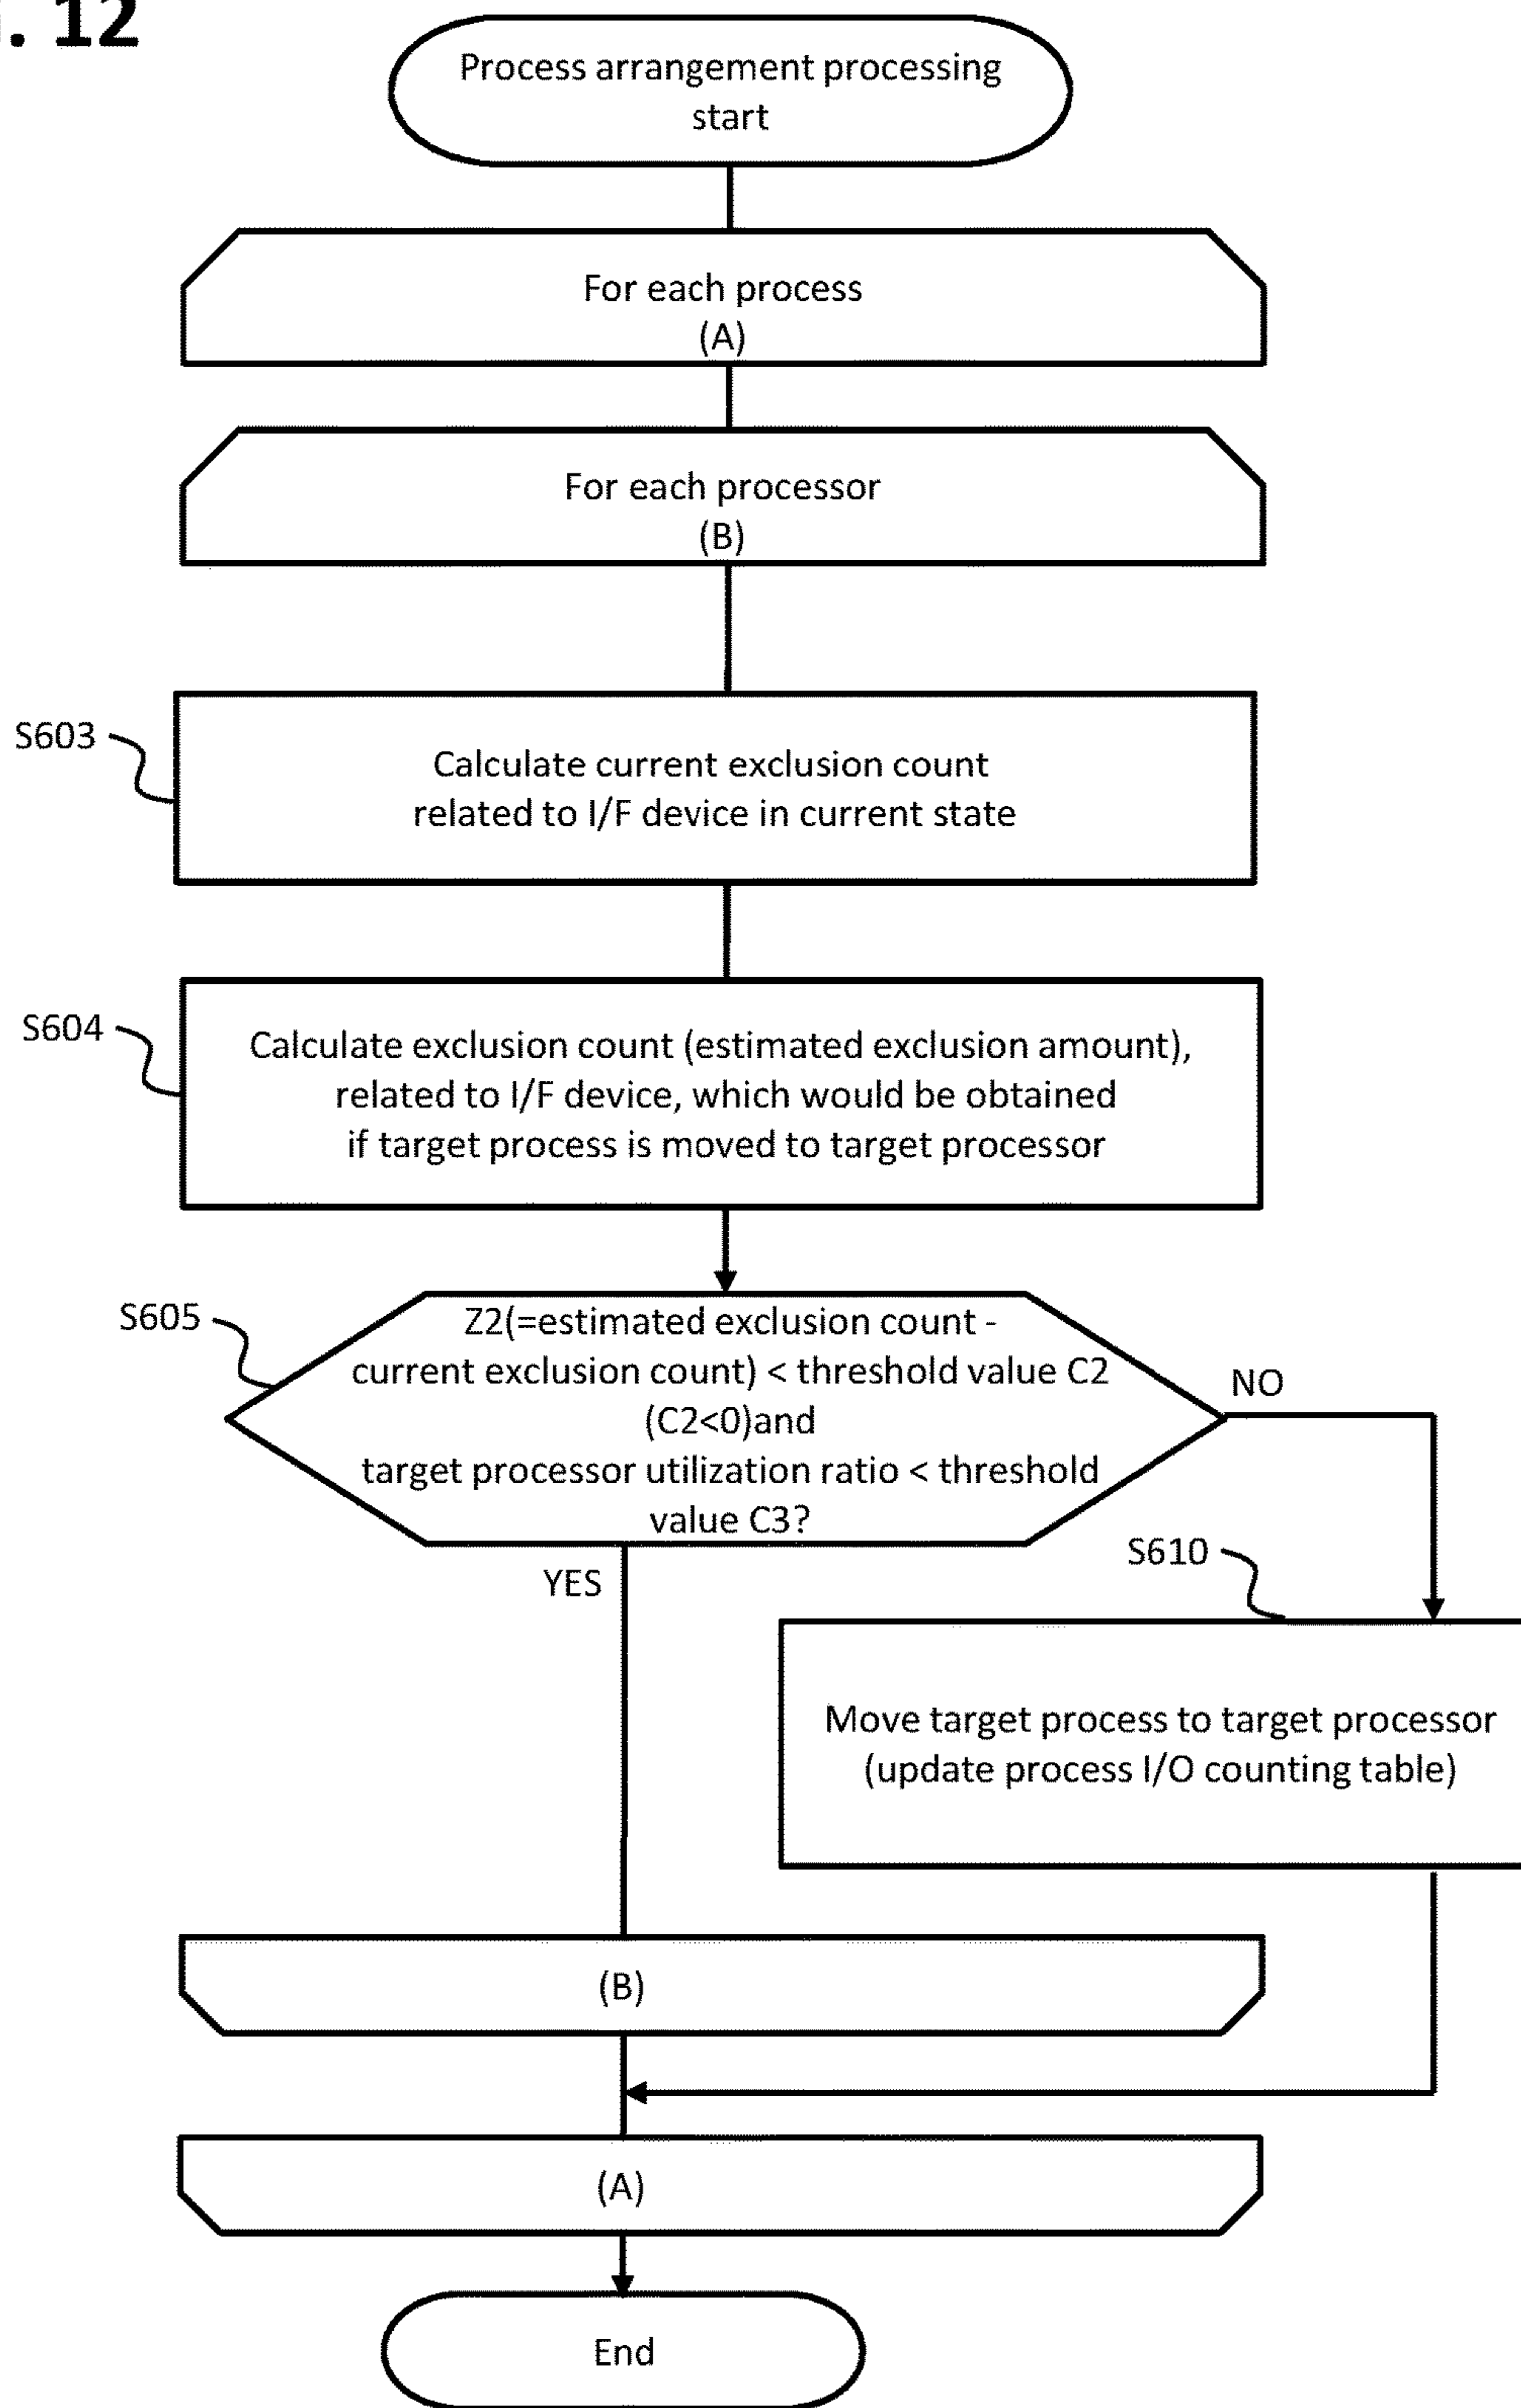 . 12
Process arrangement processing
start
For each process
(A)
For each processor
(B)
S603
Calculate current exclusion count
related to I/F device in current state
S604
Calculate exclusion count (estimated exclusion amount),
related to I/F device, which would be obtained
if target process is moved to target processor
S605
Z2(=estimated exclusion count -
current exclusion count) < threshold value C2
(C2<0)and
target processor utilization ratio < threshold
value C3?
NO
YES
S610
Move target process to target processor
(update process I/O counting table)
(B)
(A)
End